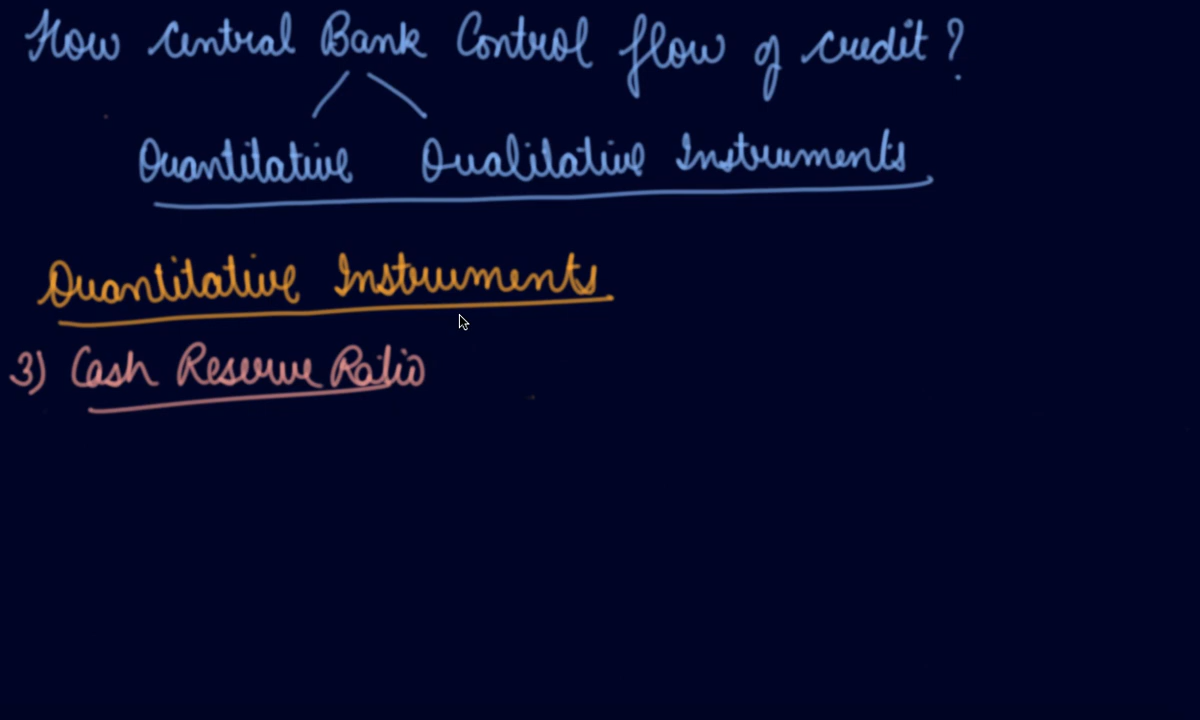 How Central Bank Control flow of credit?
Quantitative Qualitative Instruments
Quantitative Instruments
3) Cash Reserve Ratio